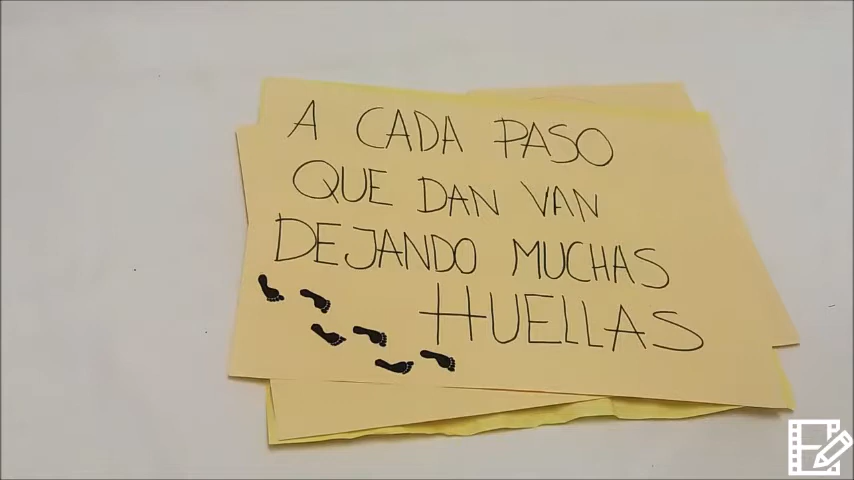 A CADA PASO
QUE DAN VAN
DEJANDO MUCHAS
HUELLAS